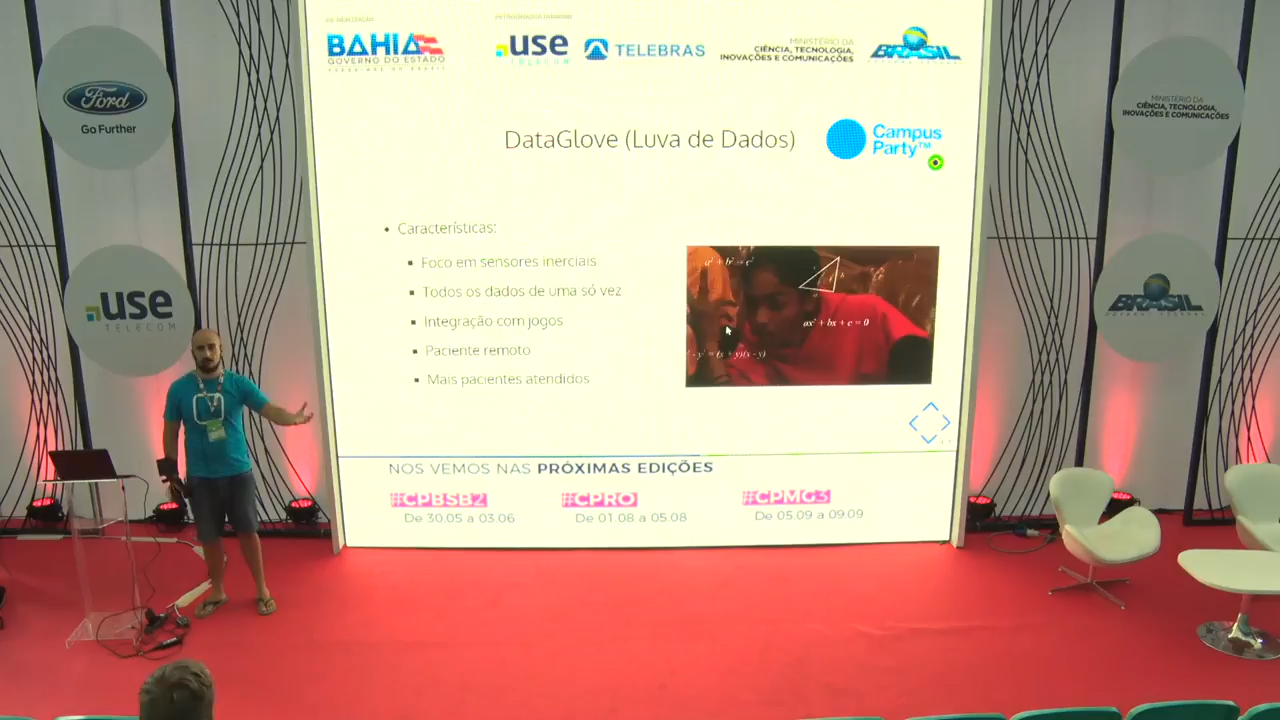 BAHIA
GOVERNO DO ESTADO
use
TELECOM
TELEBRAS
MINISTÉRIO DA
CIÊNCIA, TECNOLOGIA,
INOVAÇÕES E COMUNICAÇÕES
BRASIL
Ford
Go Further
MINISTÉRIO DA
CIÊNCIA, TECNOLOGIA,
INOVAÇÕES E COMUNICAÇÕES
DataGlove (Luva de Dados)
Campus
Party™
• Características:
▪ Foco em sensores inerciais
▪ Todos os dados de uma só vez
▪ Integração com jogos
▪ Paciente remoto
▪ Mais pacientes atendidos
ax² + bx + c = 0
use
TELECOM
BRASIL
NOS VEMOS NAS PRÓXIMAS EDIÇÕES
#CPBSB2
De 30.05 a 03.06
#CPRO
De 01.08 a 05.08
#CPMG3
De 05.09 a 09.09